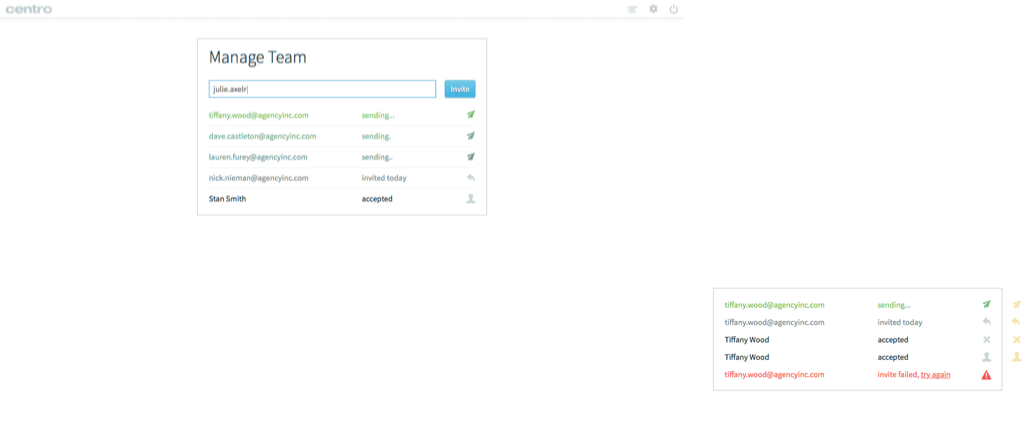 centro
Manage Team
julie.axelr
Invite
tiffany.wood@agencyinc.com sending...
dave.castleton@agencyinc.com sending.
lauren.furey@agencyinc.com sending..
nick.nieman@agencyinc.com invited today
Stan Smith accepted
tiffany.wood@agencyinc.com sending...
tiffany.wood@agencyinc.com invited today
Tiffany Wood accepted
Tiffany Wood accepted
tiffany.wood@agencyinc.com invite failed, try again